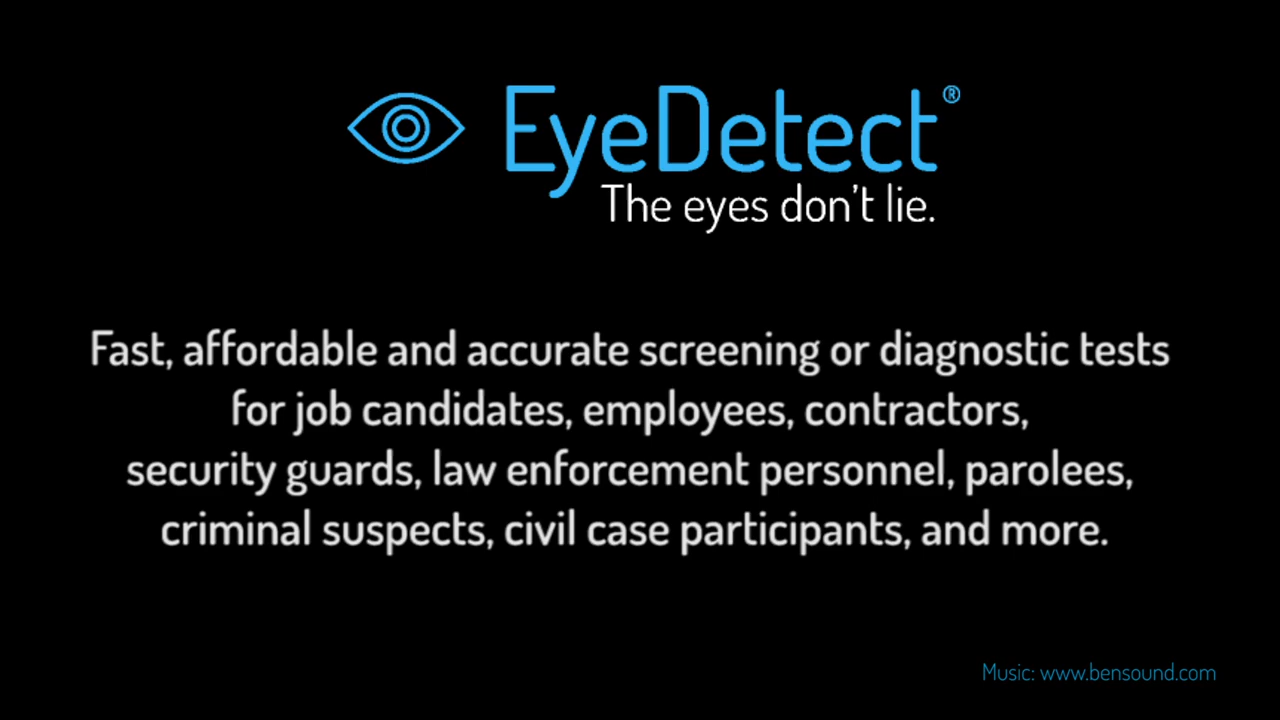 EyeDetect®
The eyes don't lie.
Fast, affordable and accurate screening or diagnostic tests
for job candidates, employees, contractors,
security guards, law enforcement personnel, parolees,
criminal suspects, civil case participants, and more.
Music: www.bensound.com